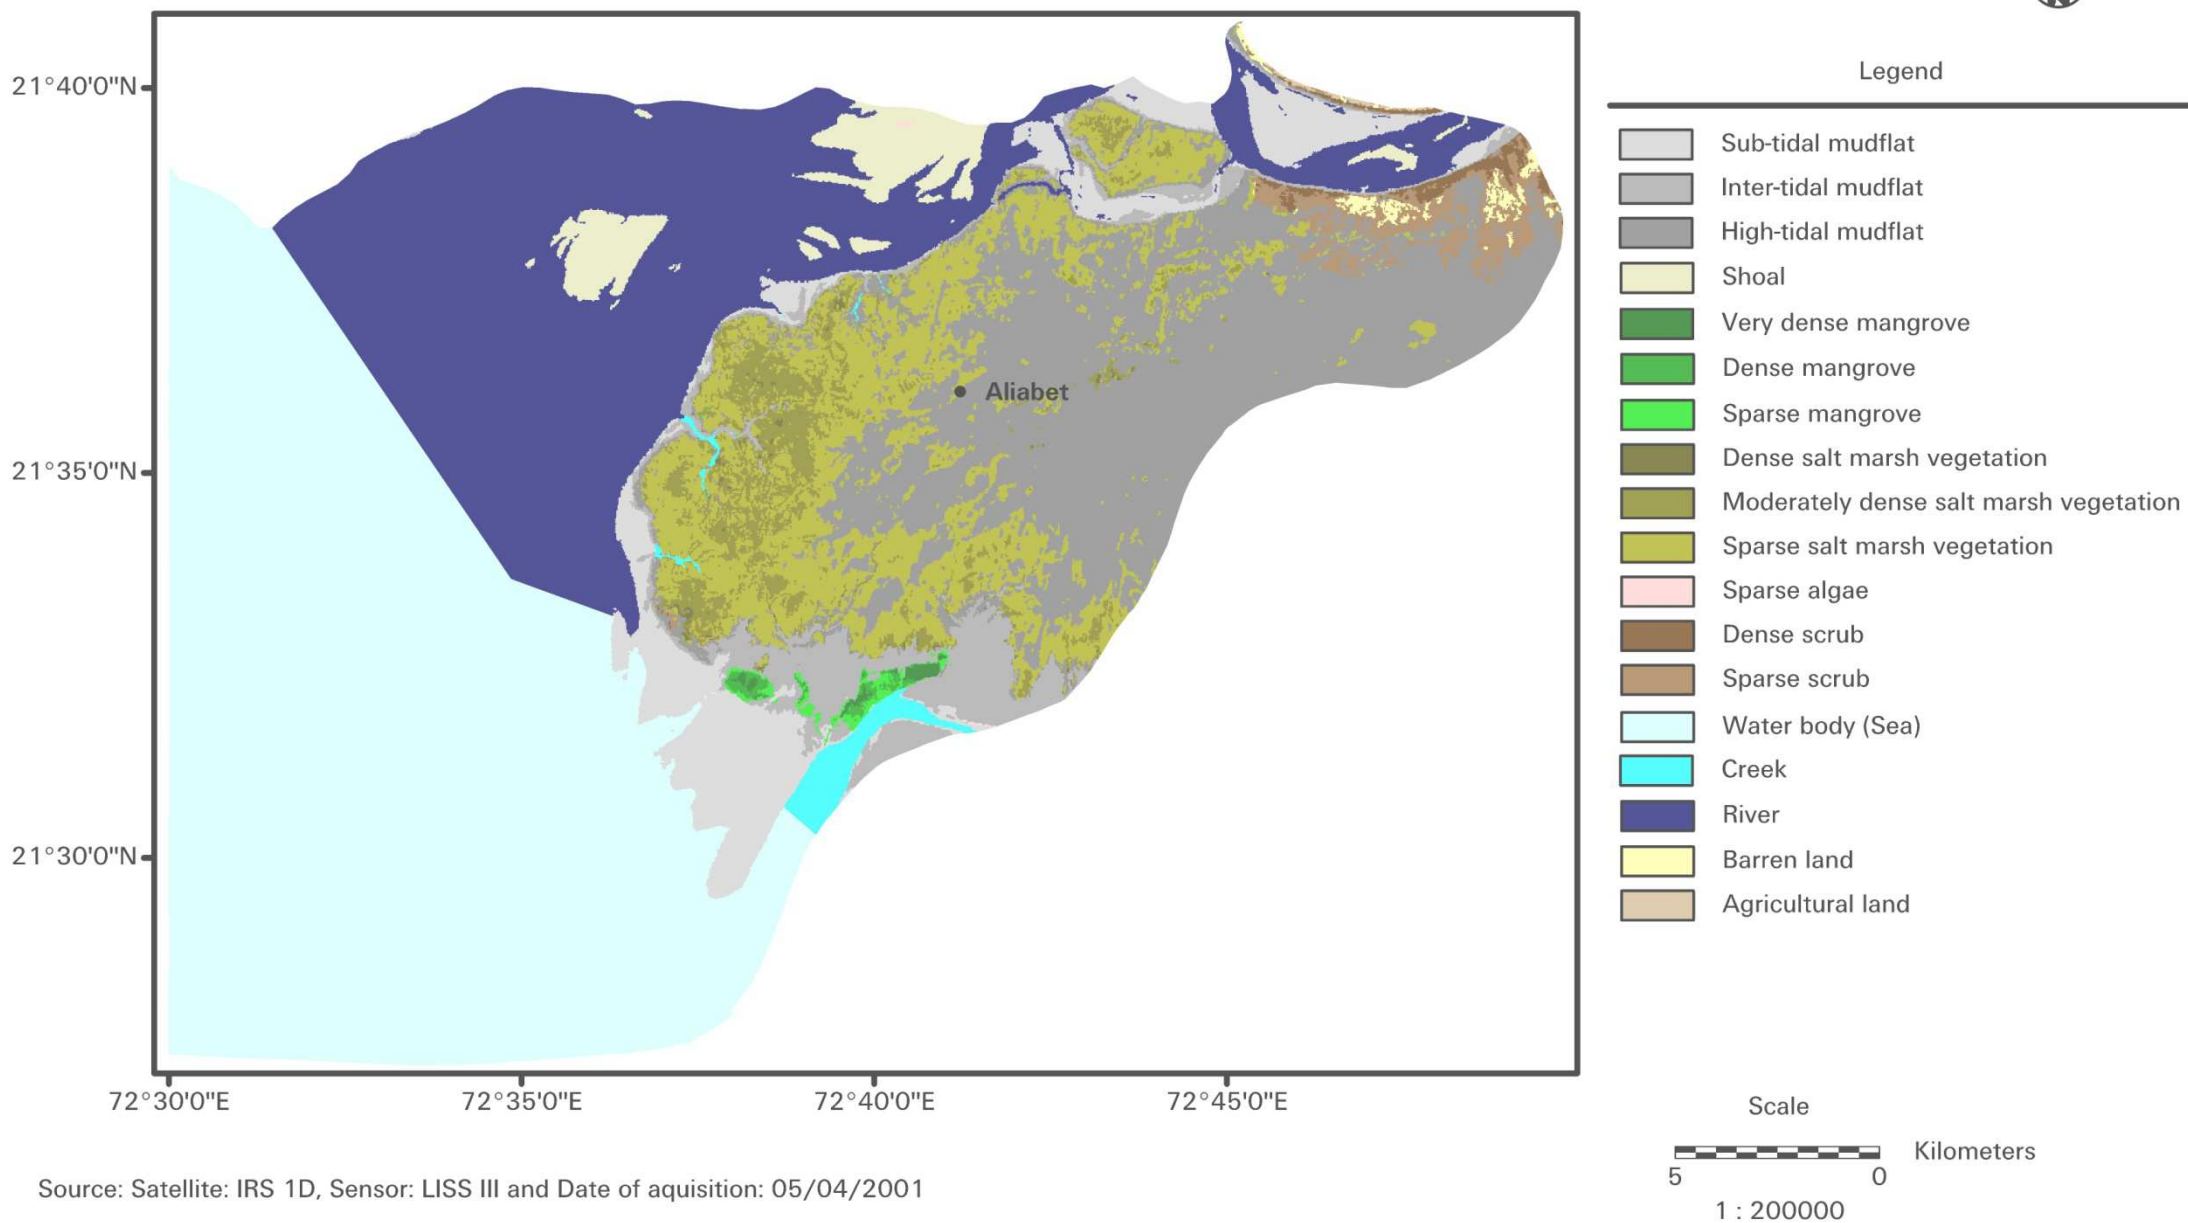 21°40'0"N
21°35'0"N
21°30'0"N
72°30'0"E
72°35'0"E
72°40'0"E
72°45'0"E
Aliabet
Legend
Sub-tidal mudflat
Inter-tidal mudflat
High-tidal mudflat
Shoal
Very dense mangrove
Dense mangrove
Sparse mangrove
Dense salt marsh vegetation
Moderately dense salt marsh vegetation
Sparse salt marsh vegetation
Sparse algae
Dense scrub
Sparse scrub
Water body (Sea)
Creek
River
Barren land
Agricultural land
Scale
Kilometers
5 0
1 : 200000
Source: Satellite: IRS 1D, Sensor: LISS III and Date of aquisition: 05/04/2001